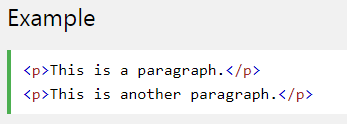 Example
<p>This is a paragraph.</p>
<p>This is another paragraph.</p>